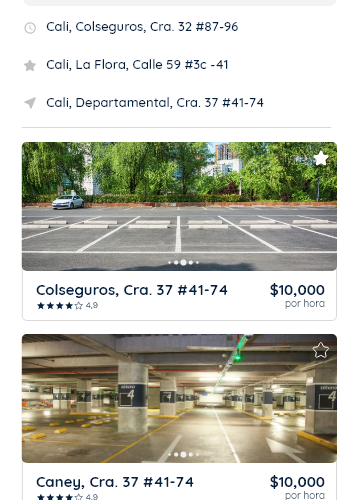 Cali, Colseguros, Cra. 32 #87-96
Cali, La Flora, Calle 59 #3c -41
Cali, Departamental, Cra. 37 #41-74
Colseguros, Cra. 37 #41-74
$10,000
4,9
por hora
4
4
Caney, Cra. 37 #41-74
$10,000
4,9
por hora